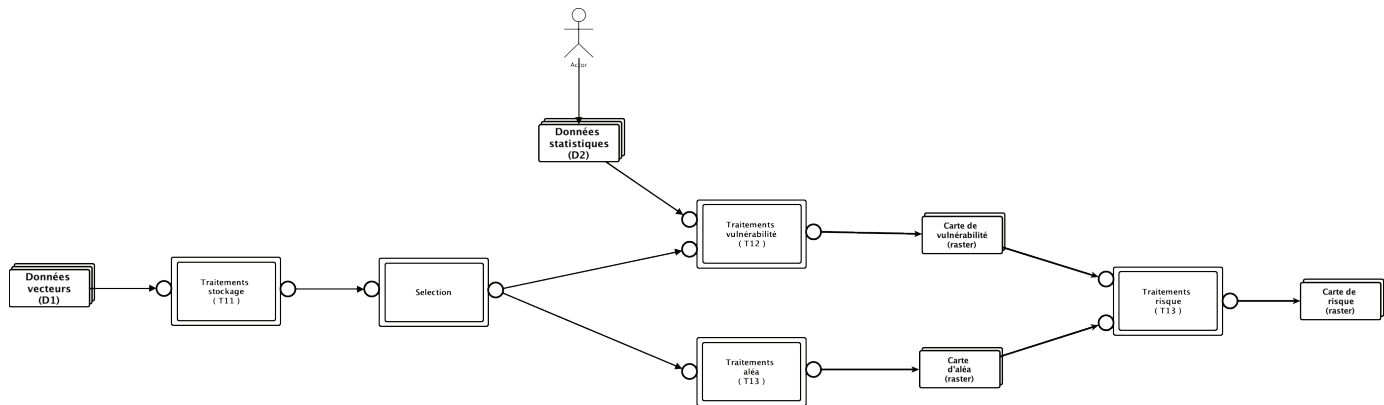 Actor
Données
statistiques
(D2)
Données
vecteurs
(D1)
Traitements
stockage
( T11 )
Selection
Traitements
vulnérabilité
( T12 )
Carte de
vulnérabilité
(raster)
Traitements
aléa
( T13 )
Carte
d'aléa
(raster)
Traitements
risque
( T13 )
Carte de
risque
(raster)